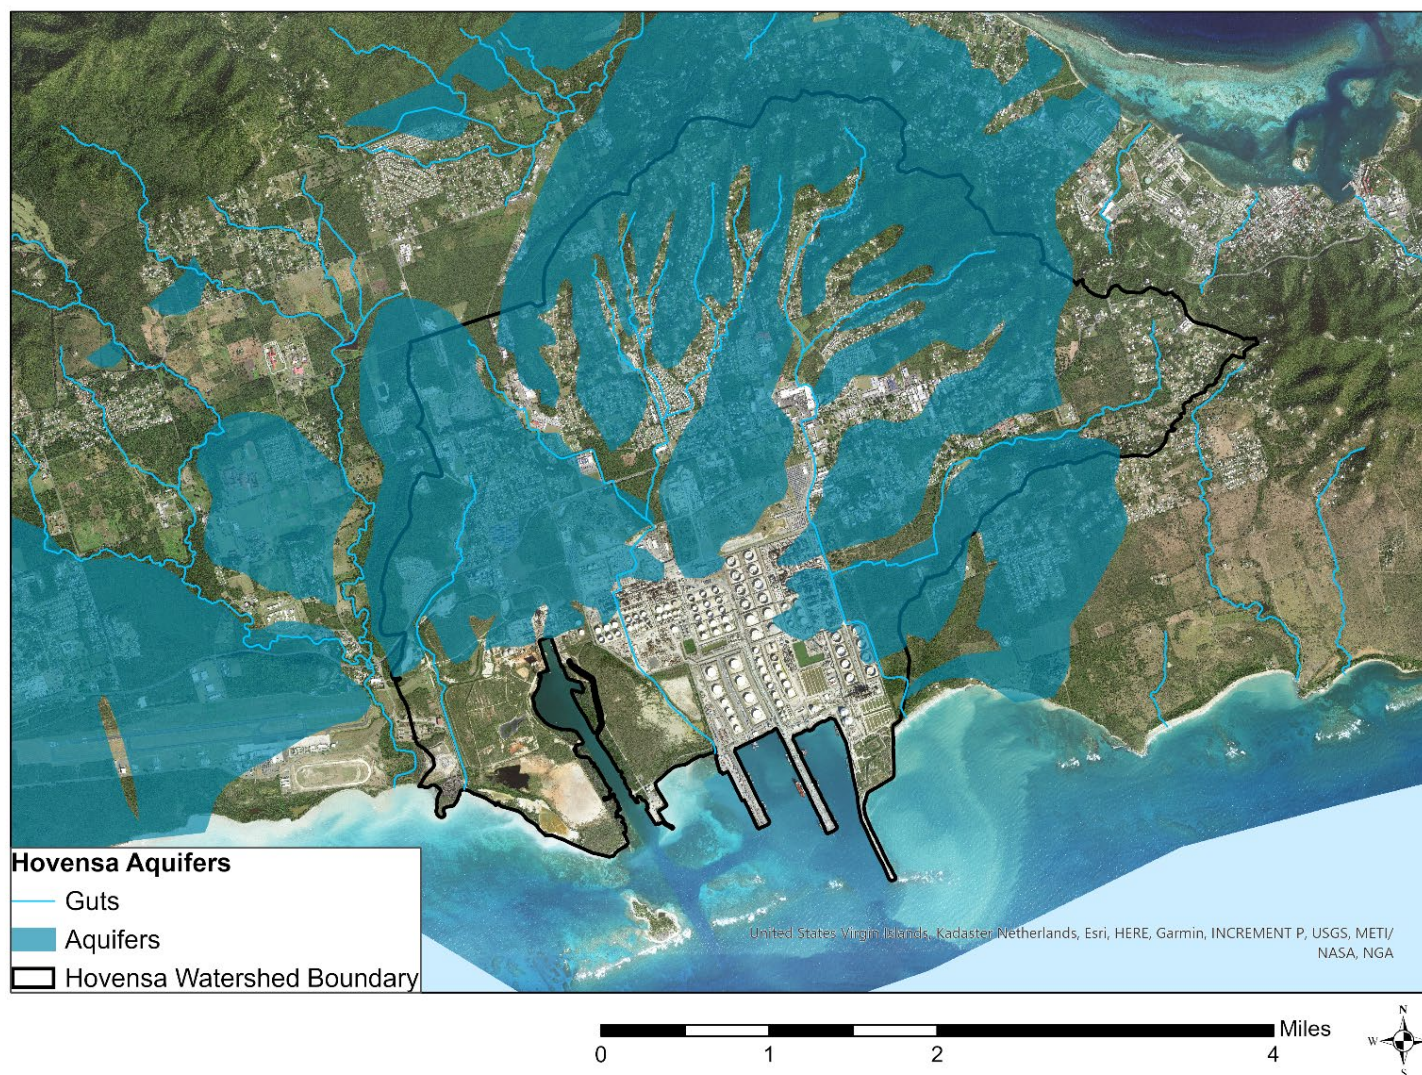 Hovensa Aquifers
Guts
Aquifers
Hovensa Watershed Boundary
United States Virgin Islands, Kadaster Netherlands, Esri, HERE, Garmin, INCREMENT P, USGS, METI/
NASA, NGA
Miles
0 1 2 4
N
W
S